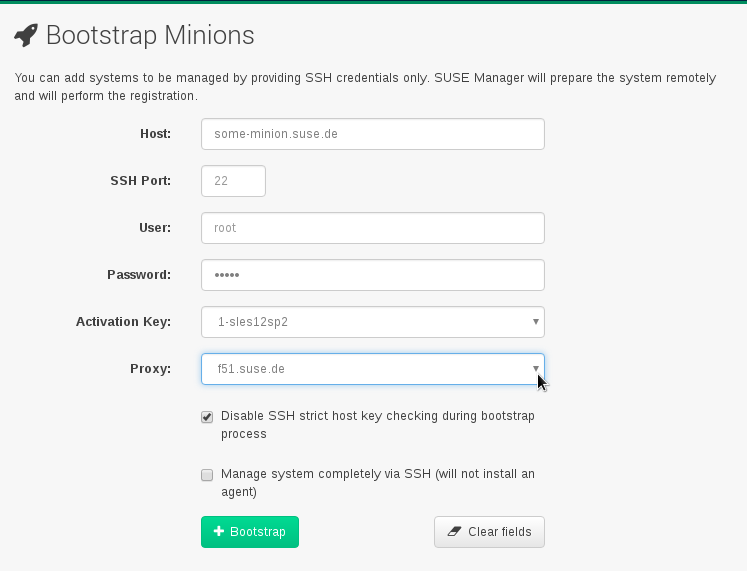 Bootstrap Minions
You can add systems to be managed by providing SSH credentials only. SUSE Manager will prepare the system remotely
and will perform the registration.
Host: some-minion.suse.de
SSH Port: 22
User: root
Password: •••••
Activation Key: 1-sles12sp2
Proxy: f51.suse.de
Disable SSH strict host key checking during bootstrap
process
Manage system completely via SSH (will not install an
agent)
Bootstrap Clear fields